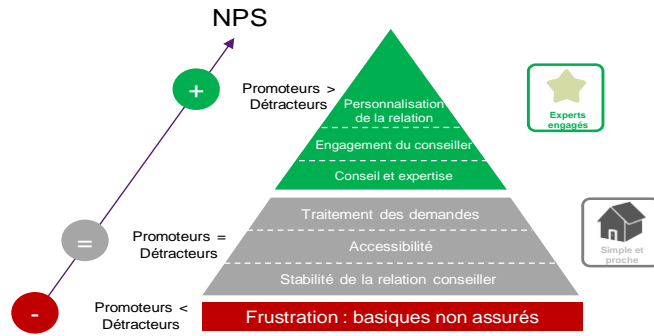 NPS
+
Promoteurs >
Détracteurs
Personnalisation
de la relation
Engagement du conseiller
Conseil et expertise
Experts
engagés
=
Promoteurs =
Détracteurs
Traitement des demandes
Accessibilité
Stabilité de la relation conseiller
Simple et
proche
-
Promoteurs <
Détracteurs
Frustration : basiques non assurés